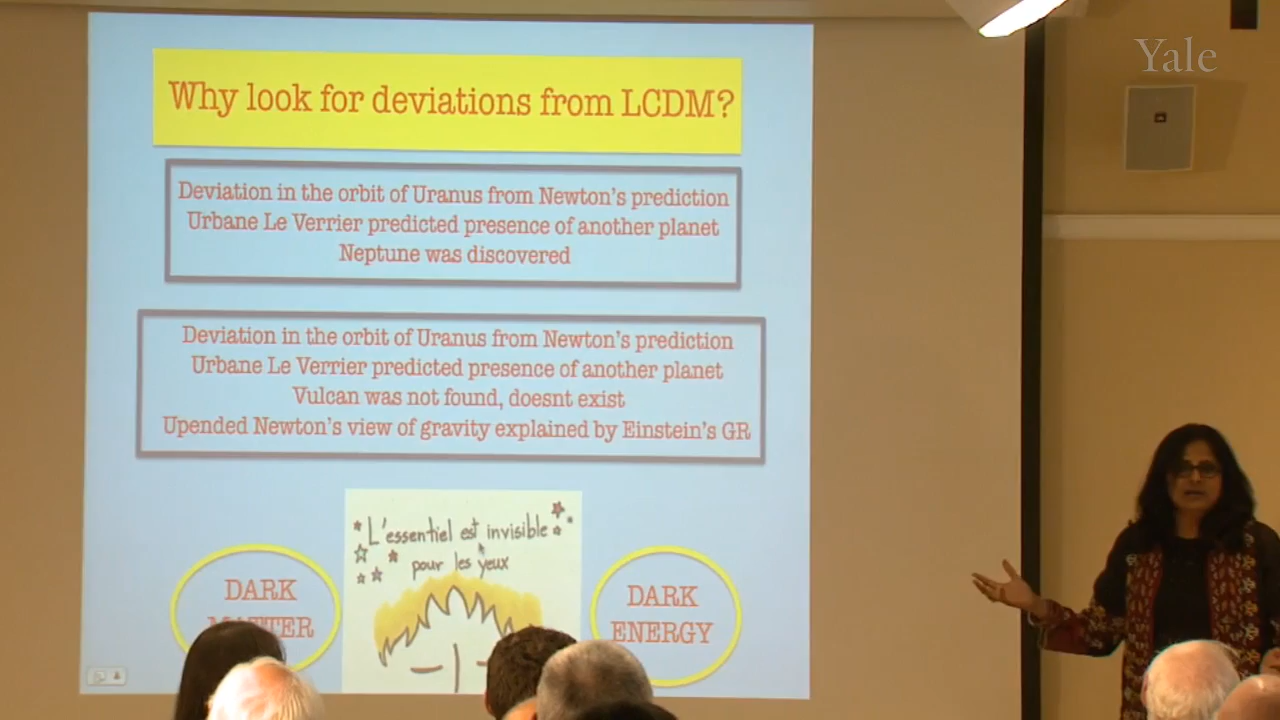 Yale
Why look for deviations from LCDM?
Deviation in the orbit of Uranus from Newton's prediction
Urbane Le Verrier predicted presence of another planet
Neptune was discovered
Deviation in the orbit of Uranus from Newton's prediction
Urbane Le Verrier predicted presence of another planet
Vulcan was not found, doesnt exist
Upended Newton's view of gravity explained by Einstein's GR
L'essentiel est invisible
pour les yeux
DARK
MATTER
DARK
ENERGY